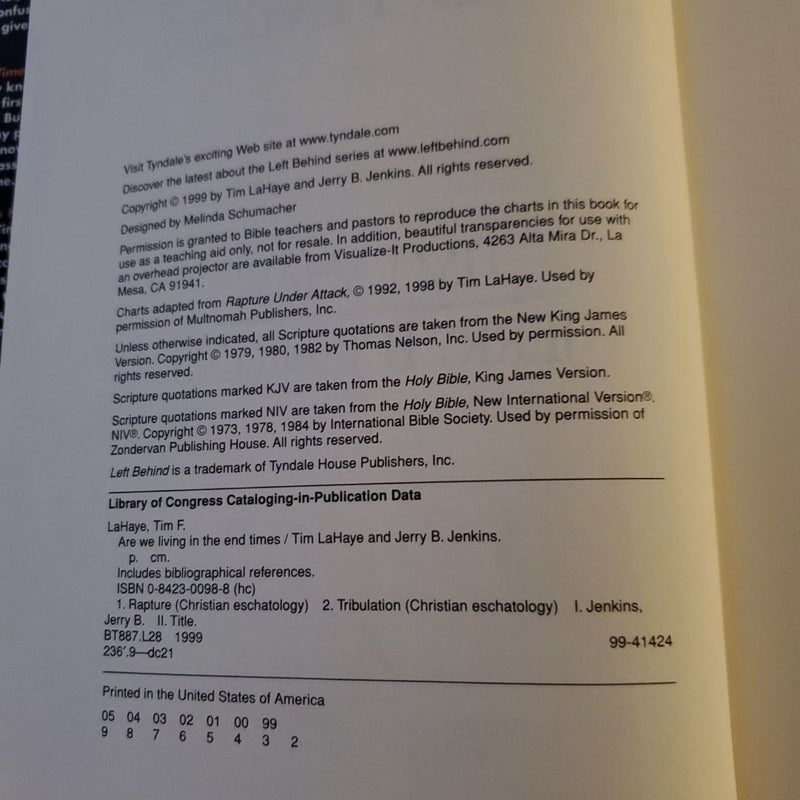 Visit Tyndale's exciting Web site at www.tyndale.com
Discover the latest about the Left Behind series at www.leftbehind.com
Copyright © 1999 by Tim LaHaye and Jerry B. Jenkins. All rights reserved.
Designed by Melinda Schumacher
Permission is granted to Bible teachers and pastors to reproduce the charts in this book for
use as a teaching aid only, not for resale. In addition, beautiful transparencies for use with
an overhead projector are available from Visualize-It Productions, 4263 Alta Mira Dr., La
Mesa, CA 91941.
Charts adapted from Rapture Under Attack, © 1992, 1998 by Tim LaHaye. Used by
permission of Multnomah Publishers, Inc.
Unless otherwise indicated, all Scripture quotations are taken from the New King James
Version. Copyright © 1979, 1980, 1982 by Thomas Nelson, Inc. Used by permission. All
rights reserved.
Scripture quotations marked KJV are taken from the Holy Bible, King James Version.
Scripture quotations marked NIV are taken from the Holy Bible, New International Version®.
NIV®. Copyright © 1973, 1978, 1984 by International Bible Society. Used by permission of
Zondervan Publishing House. All rights reserved.
Left Behind is a trademark of Tyndale House Publishers, Inc.
Library of Congress Cataloging-in-Publication Data
LaHaye, Tim F.
Are we living in the end times / Tim LaHaye and Jerry B. Jenkins.
p. cm.
Includes bibliographical references.
ISBN 0-8423-0098-8 (hc)
1. Rapture (Christian eschatology) 2. Tribulation (Christian eschatology) I. Jenkins,
Jerry B. II. Title.
BT887.L28 1999
236'.9—dc21 99-41424
Printed in the United States of America
05 04 03 02 01 00 99
9 8 7 6 5 4 3 2